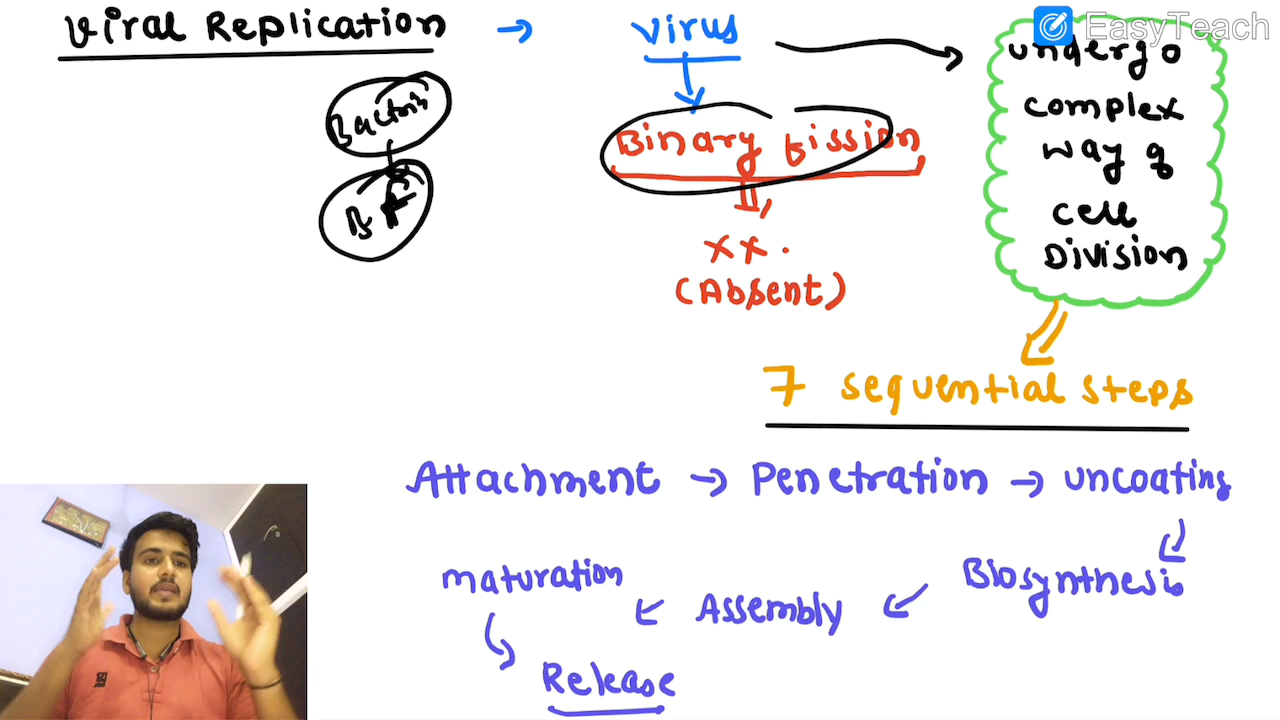 Viral Replication → Virus
EasyTeach
undergo
complex
way of
cell
Division
Bacteria
Binary fission
B F
x x .
(Absent)
7 sequential steps
Attachment → Penetration → uncoating
Biosynthesis
Assembly
maturation
Release